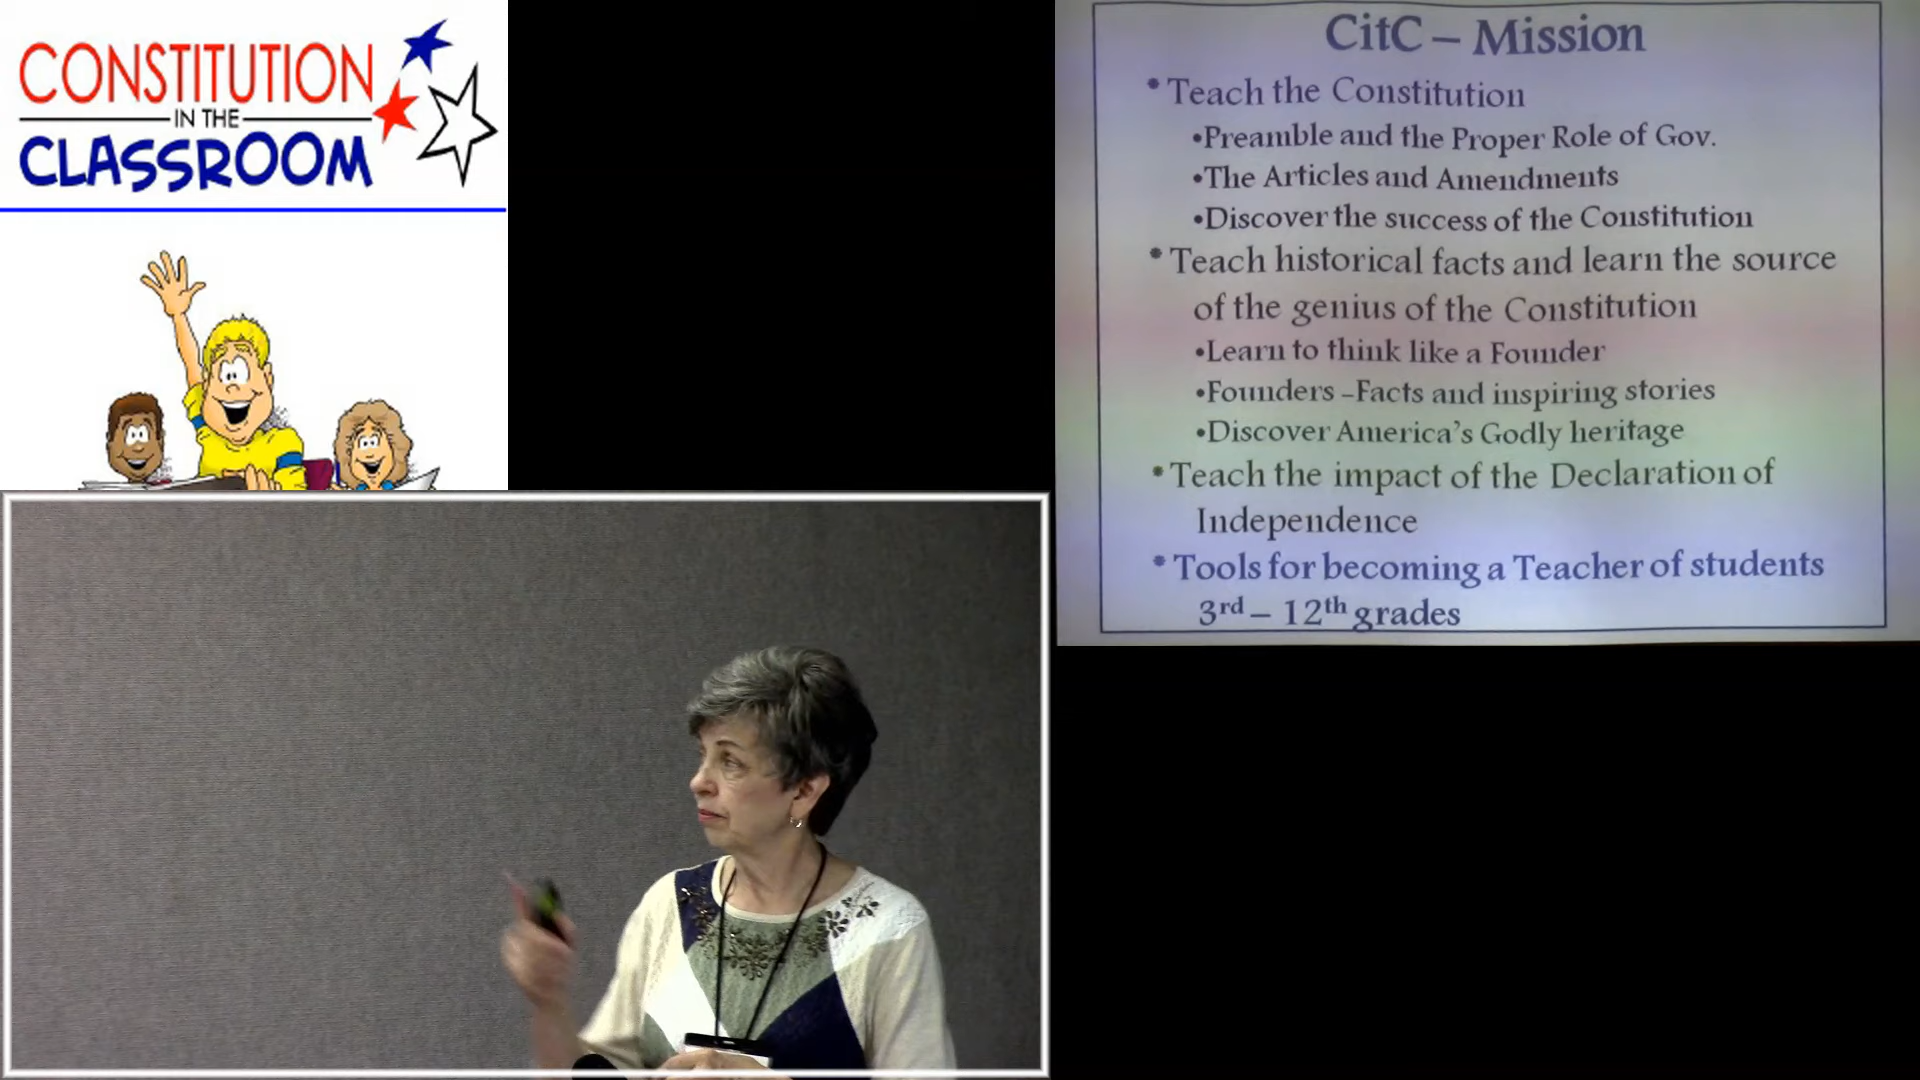 CONSTITUTION
IN THE
CLASSROOM
CitC – Mission
* Teach the Constitution
•Preamble and the Proper Role of Gov.
•The Articles and Amendments
•Discover the success of the Constitution
* Teach historical facts and learn the source
of the genius of the Constitution
•Learn to think like a Founder
•Founders –Facts and inspiring stories
•Discover America's Godly heritage
* Teach the impact of the Declaration of
Independence
* Tools for becoming a Teacher of students
3rd – 12th grades